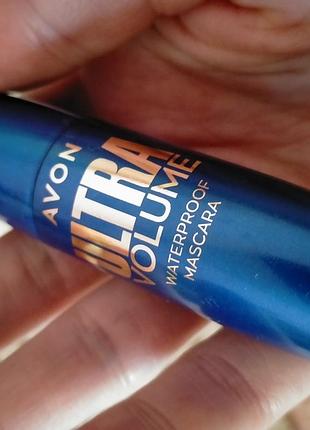 AVON
ULTRA
VOLUME
WATERPROOF
MASCARA